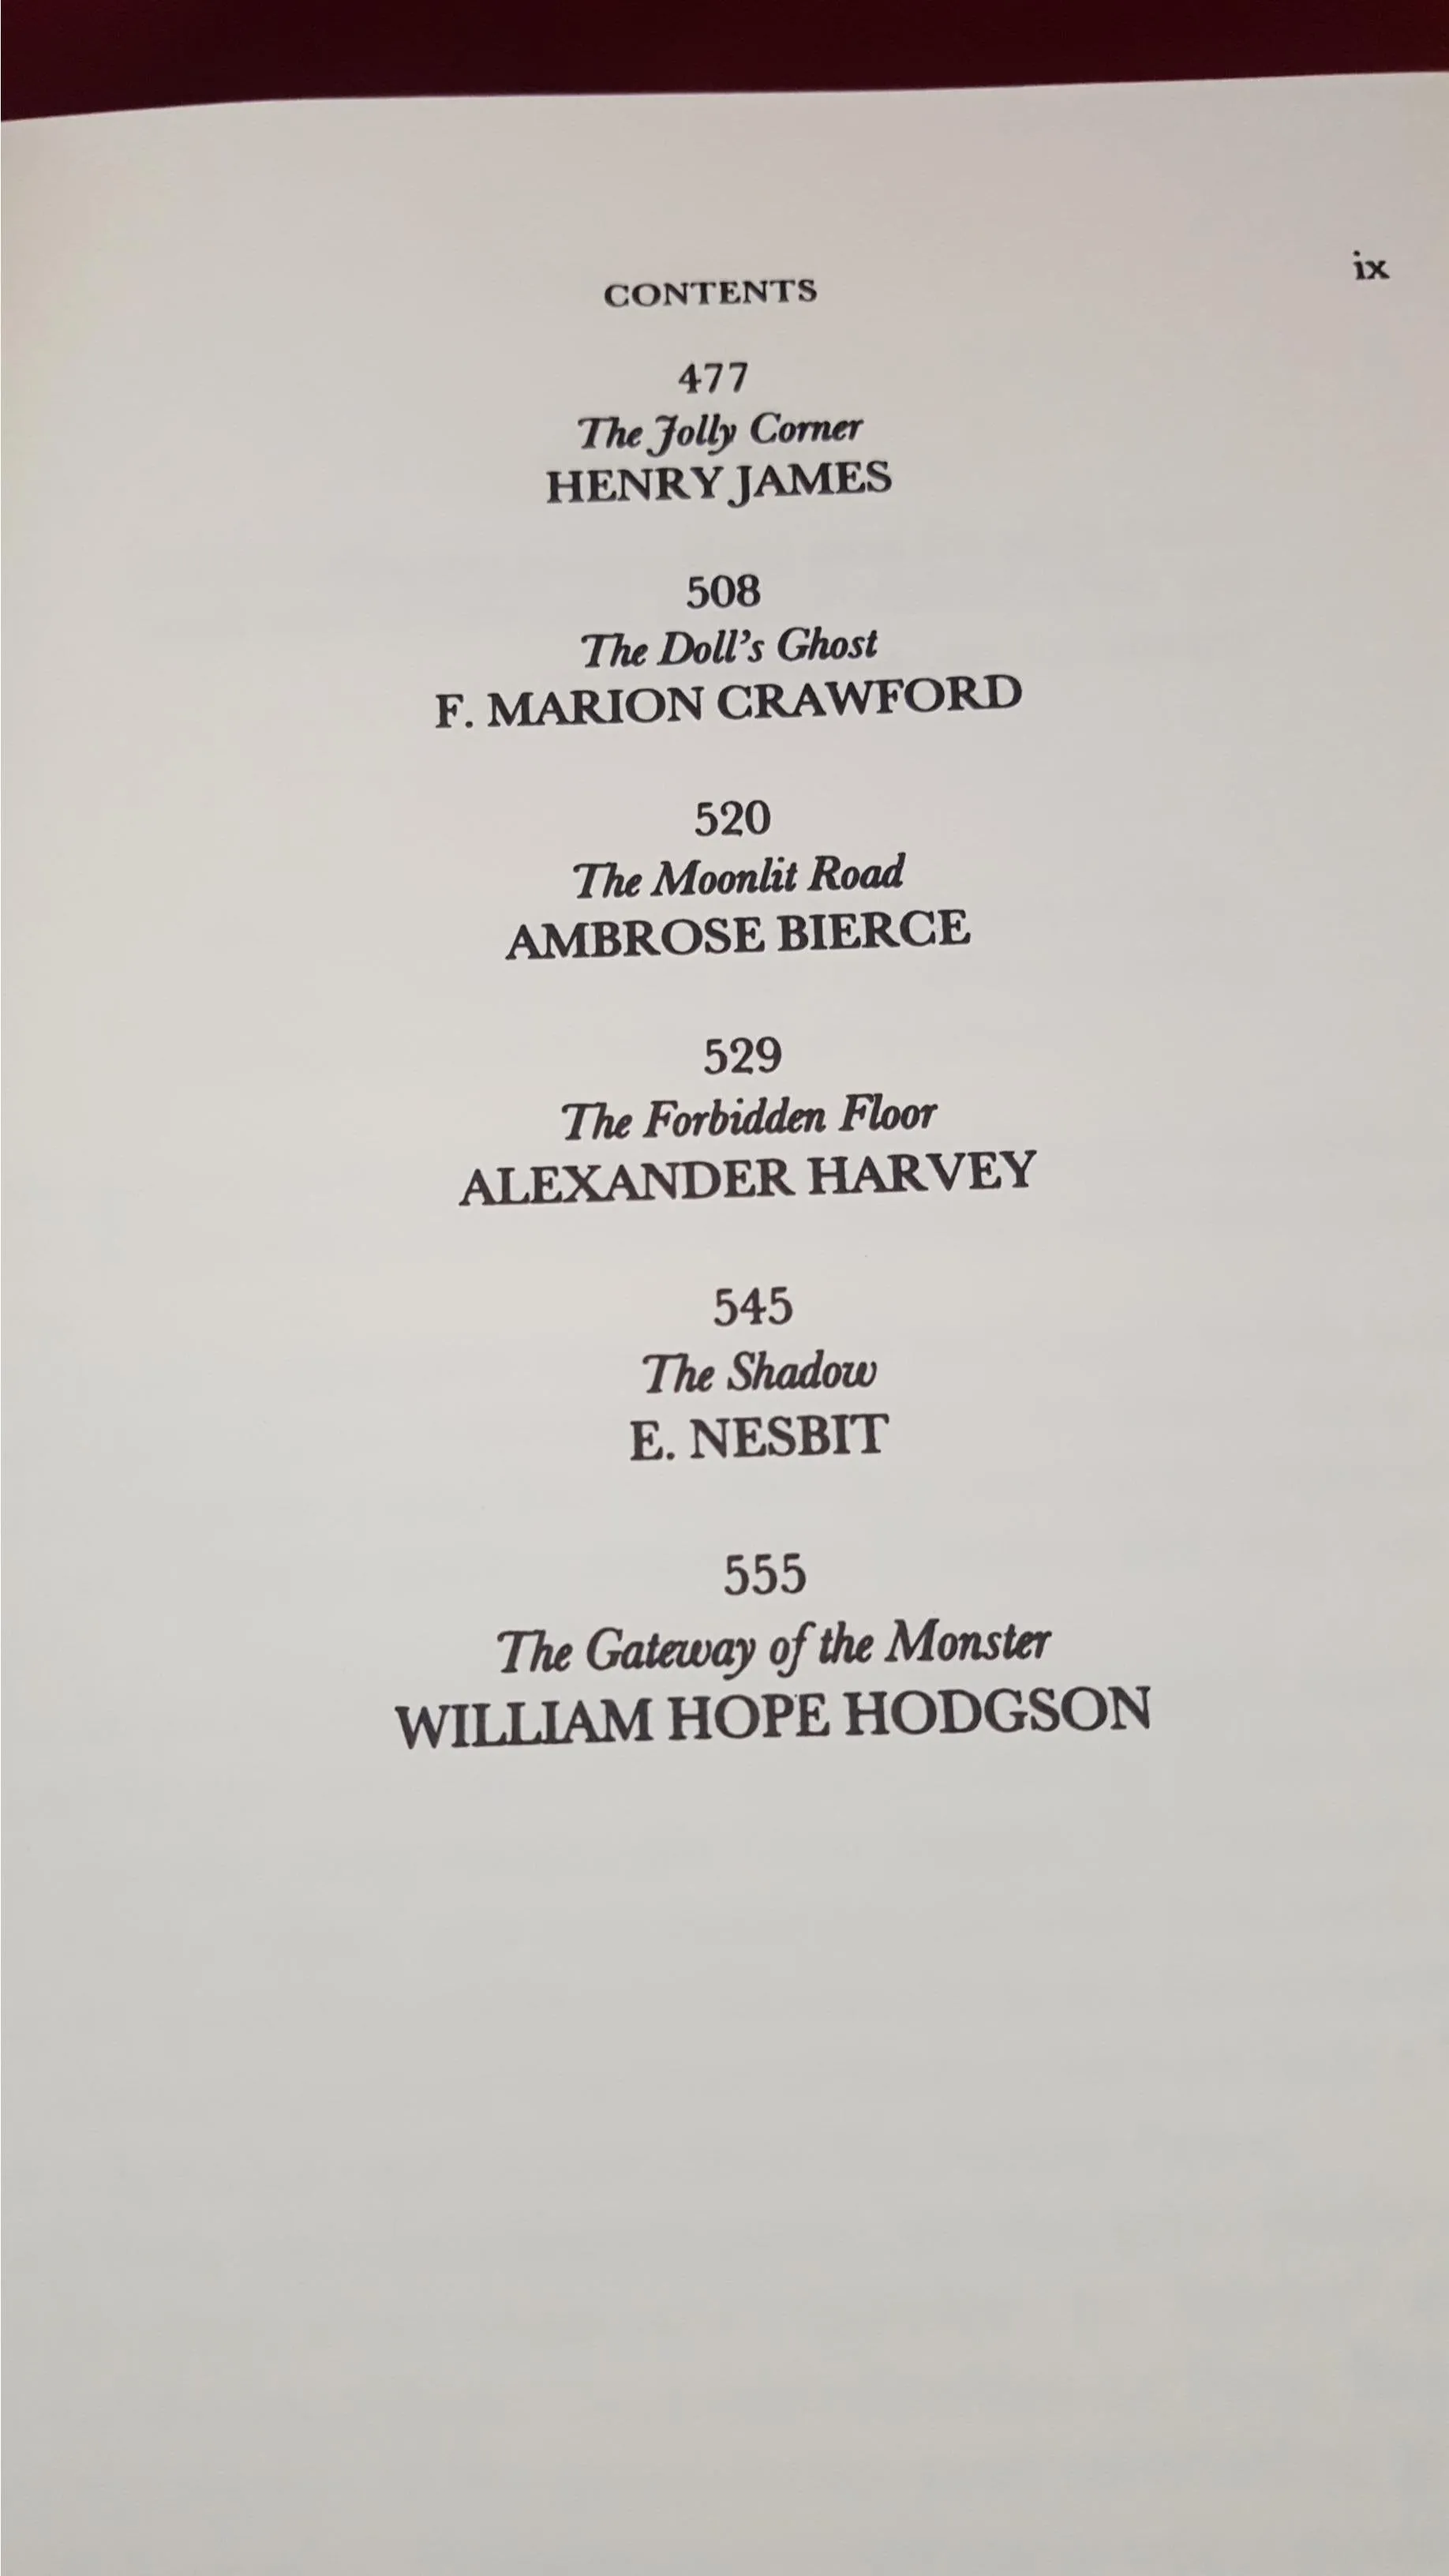 CONTENTS
ix
477
The Jolly Corner
HENRY JAMES
508
The Doll’s Ghost
F. MARION CRAWFORD
520
The Moonlit Road
AMBROSE BIERCE
529
The Forbidden Floor
ALEXANDER HARVEY
545
The Shadow
E. NESBIT
555
The Gateway of the Monster
WILLIAM HOPE HODGSON